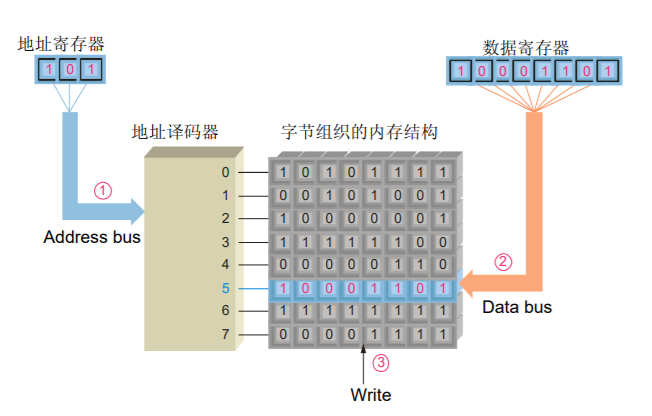 地址寄存器
1 0 1
数据寄存器
1 0 0 0 1 1 0 1
地址译码器
字节组织的内存结构
0 1 0 1 0 1 1 1 1
1 0 0 1 0 1 0 0 1
2 1 0 0 0 0 0 0 1
3 1 1 1 1 1 1 0 0
4 0 0 0 0 0 1 1 0
5 1 0 0 0 1 1 0 1
6 1 1 1 1 1 1 1 1
7 0 0 0 0 1 1 1 1
①
Address bus
②
Data bus
③
Write